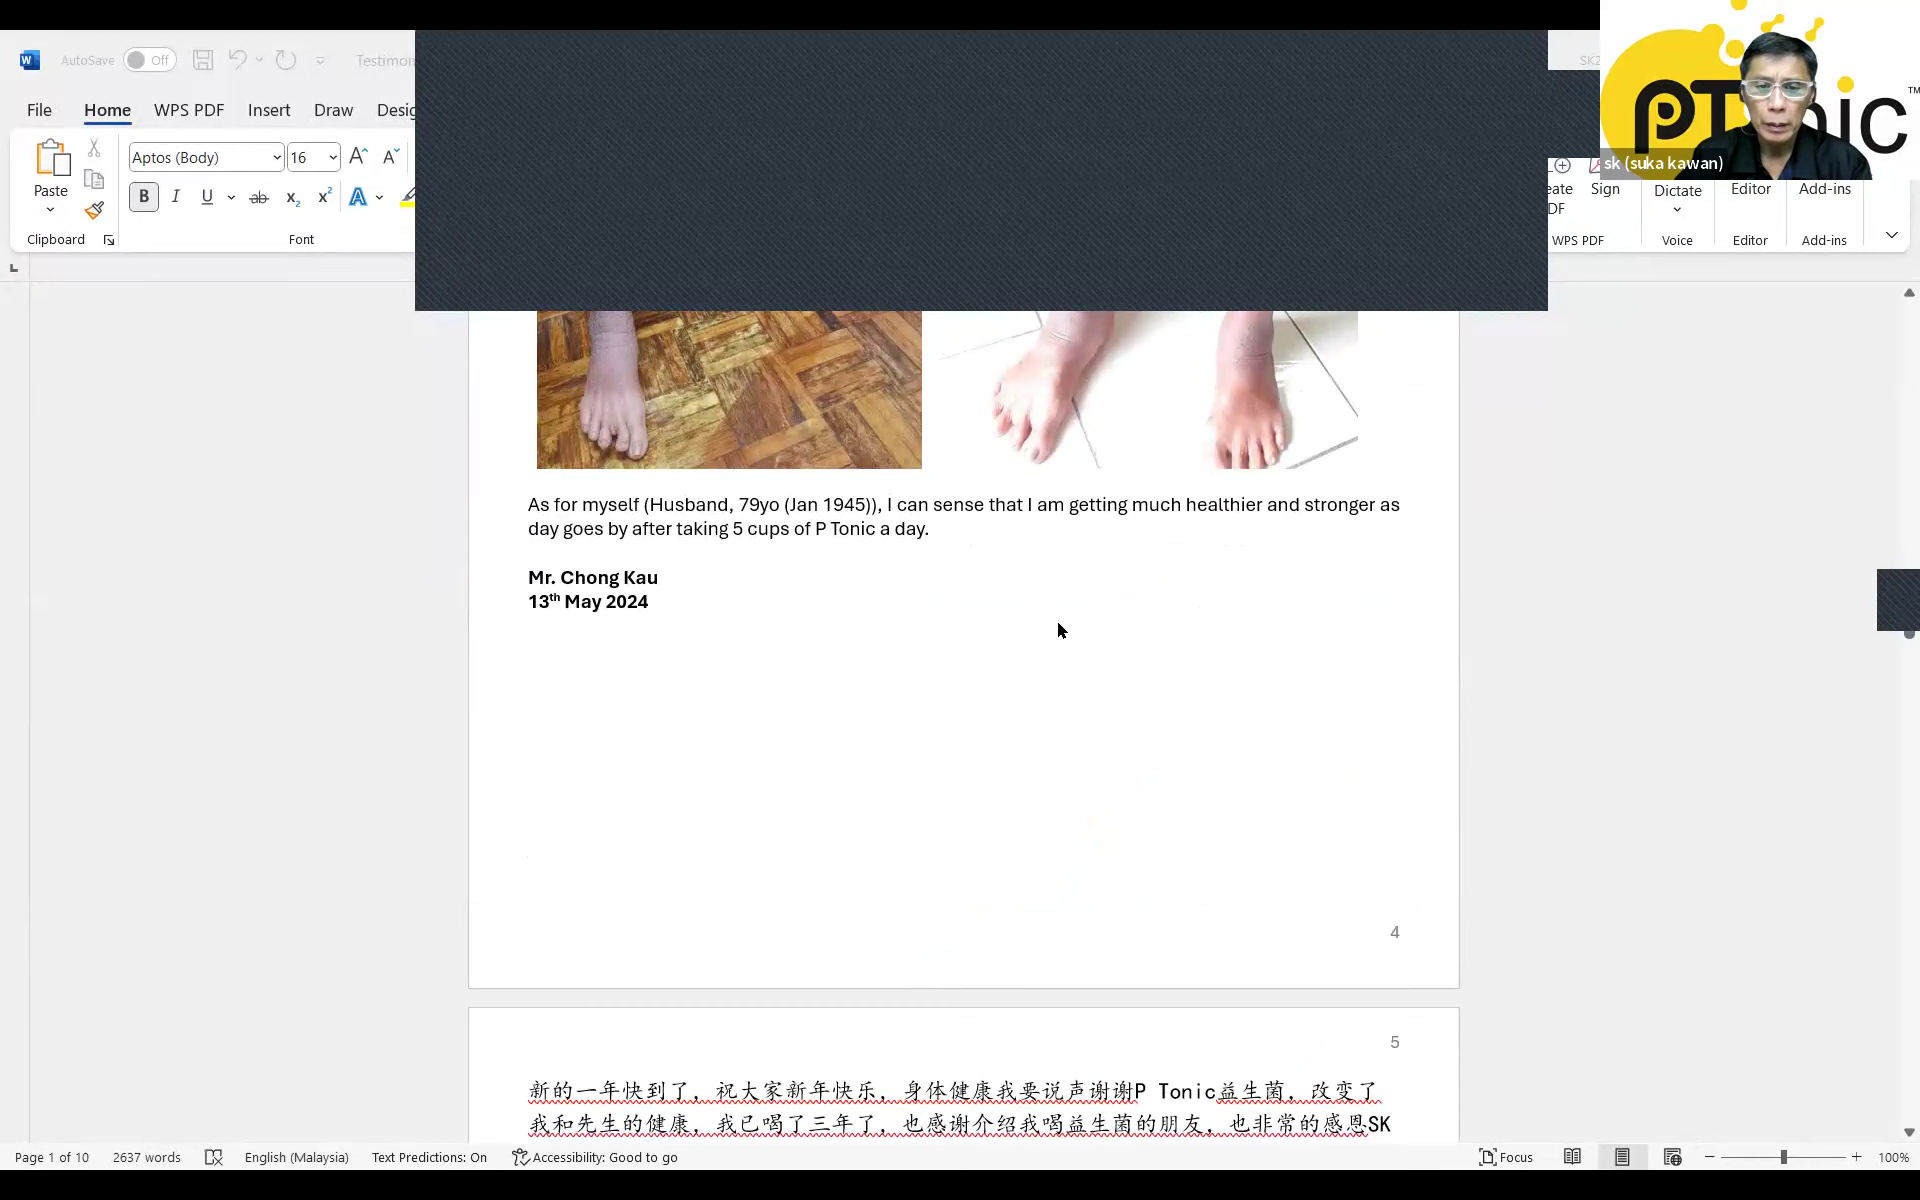 AutoSave Off
SK
File Home WPS PDF Insert Draw
Aptos (Body) 16
Paste
B I U ab x₂ x² A
Clipboard Font
PTonic™
sk (suka kawan)
Sign Dictate Editor Add-ins
WPS PDF Voice Editor Add-ins
As for myself (Husband, 79yo (Jan 1945)), I can sense that I am getting much healthier and stronger as
day goes by after taking 5 cups of P Tonic a day.
Mr. Chong Kau
13th May 2024
4
5
新的一年快到了，祝大家新年快乐，身体健康我要说声谢谢P Tonic益生菌，改变了
我和先生的健康，我已喝了三年了，也感谢介绍我喝益生菌的朋友，也非常的感恩SK
Page 1 of 10 2637 words English (Malaysia) Text Predictions: On Accessibility: Good to go Focus 100%